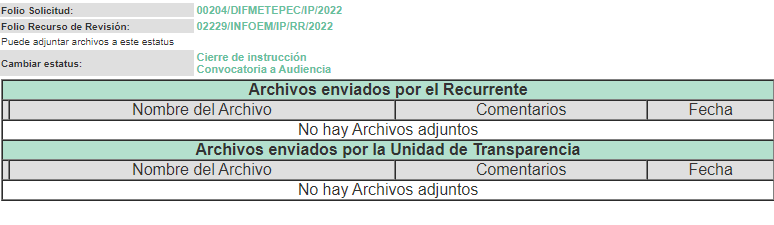 Folio Solicitud: 00204/DIFMETEPEC/IP/2022
Folio Recurso de Revisión: 02229/INFOEM/IP/RR/2022
Puede adjuntar archivos a este estatus
Cambiar estatus: Cierre de instrucción
Convocatoria a Audiencia
Archivos enviados por el Recurrente
Nombre del Archivo Comentarios Fecha
No hay Archivos adjuntos
Archivos enviados por la Unidad de Transparencia
Nombre del Archivo Comentarios Fecha
No hay Archivos adjuntos